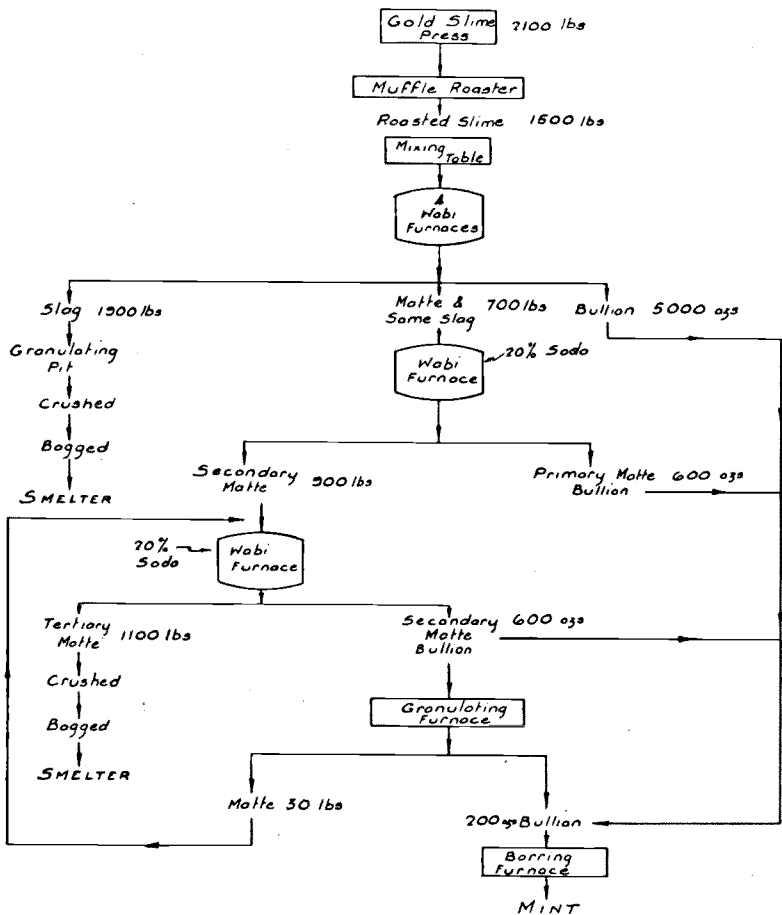 Gold Slime
Press
2100 lbs
Muffle Roaster
Roasted Slime 1600 lbs
Mixing
Table
4
Wabi
Furnaces
Slag 1900 lbs
Matte &
Some Slag
700 lbs
Bullion 5000 ozs
Granulating
Pit
Wabi
Furnace
20% Soda
Crushed
Bagged
SMELTER
Secondary
Matte
900 lbs
Primary Matte
Bullion
600 ozs
20%
Soda
Wabi
Furnace
Tertiary
Matte
1100 lbs
Secondary
Matte
Bullion
600 ozs
Crushed
Bagged
SMELTER
Granulating
Furnace
Matte 30 lbs
200 ozs Bullion
Barring
Furnace
MINT